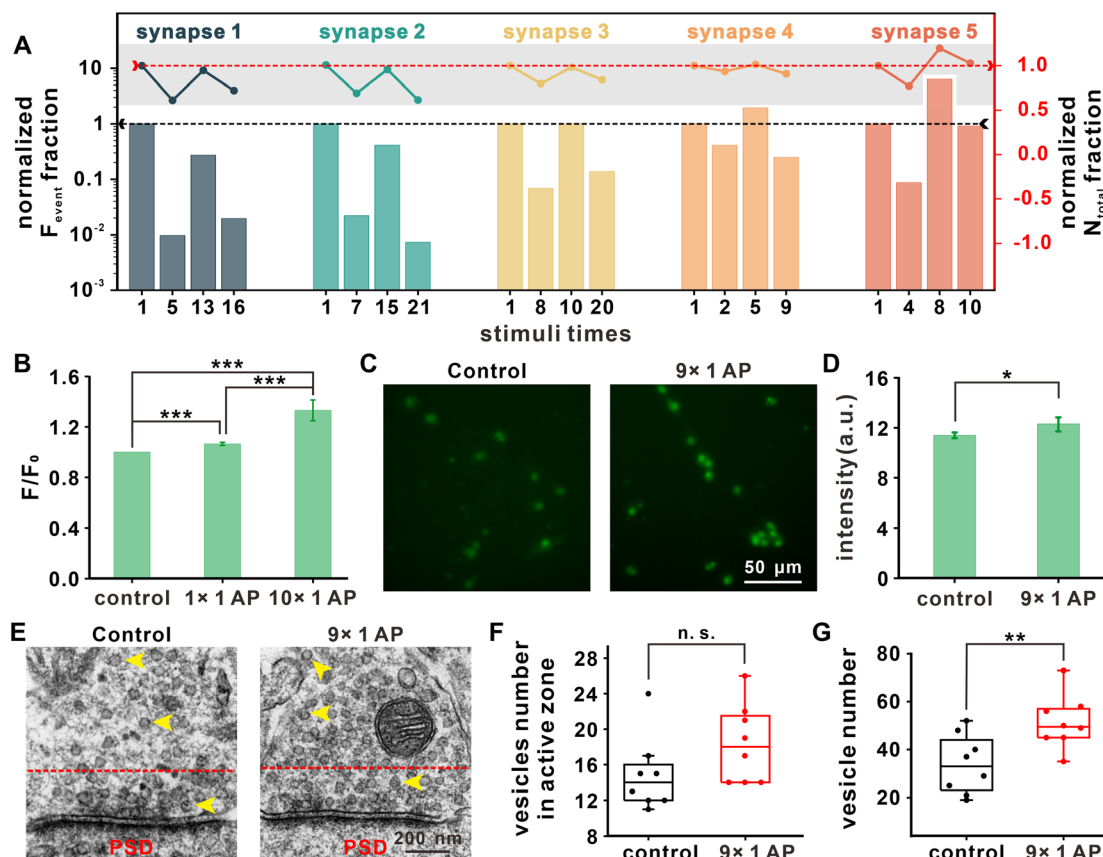 A
synapse 1 synapse 2 synapse 3 synapse 4 synapse 5
normalized
F_event fraction
10
1
0.1
10⁻²
10⁻³
1 5 13 16 1 7 15 21 1 8 10 20 1 2 5 9 1 4 8 10
stimuli times
1.0
0.5
0.0
-0.5
-1.0
normalized
N_total fraction
B
F/F₀
1.6
1.2
0.8
0.4
0.0
***
***
***
control 1×1 AP 10×1 AP
C
Control 9×1 AP
50 μm
D
intensity(a.u.)
16
12
8
4
0
*
control 9×1 AP
E
Control 9×1 AP
PSD PSD
200 nm
F
vesicles number
in active zone
28
24
20
16
12
8
n. s.
control 9×1 AP
G
vesicle number
80
60
40
20
**
control 9×1 AP